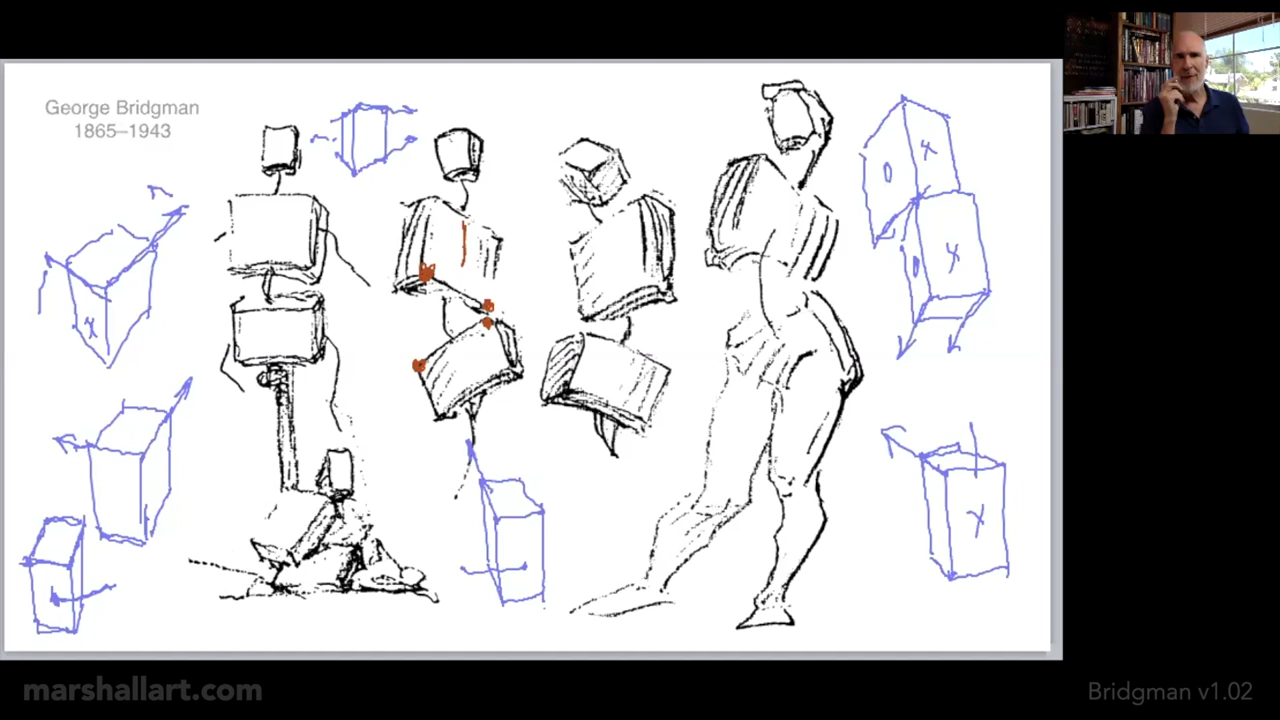 George Bridgman
1865–1943
X
O X
X
O
X
marshallart.com
Bridgman v1.02